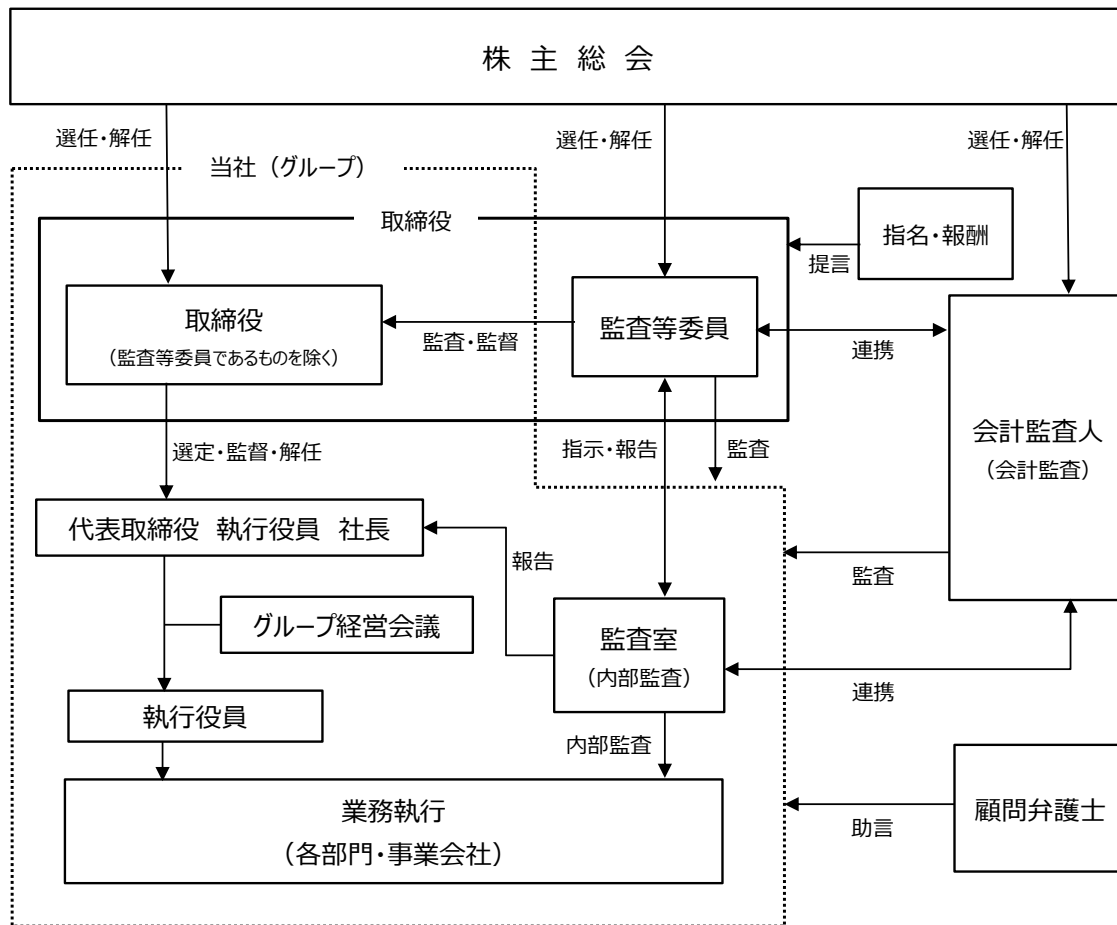 株 主 総 会
選任・解任
選任・解任
選任・解任
当社（グループ）
取締役
指名・報酬
提言
取締役
（監査等委員であるものを除く）
監査・監督
監査等委員
連携
会計監査人
（会計監査）
選定・監督・解任
指示・報告
監査
代表取締役 執行役員 社長
報告
監査
グループ経営会議
監査室
（内部監査）
連携
執行役員
内部監査
業務執行
（各部門・事業会社）
助言
顧問弁護士